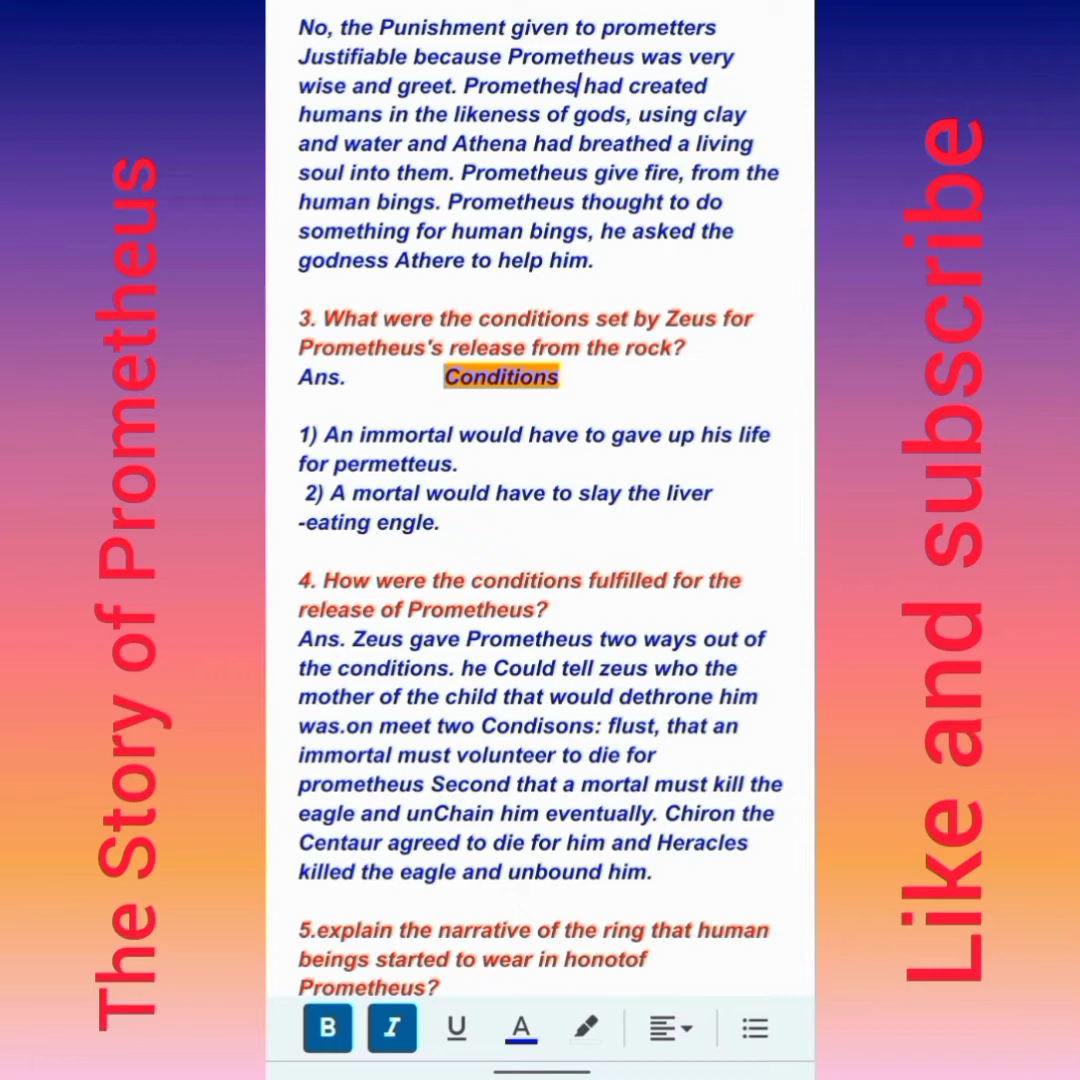 The Story of Prometheus
No, the Punishment given to prometters
Justifiable because Prometheus was very
wise and greet. Promethes had created
humans in the likeness of gods, using clay
and water and Athena had breathed a living
soul into them. Prometheus give fire, from the
human bings. Prometheus thought to do
something for human bings, he asked the
godness Athere to help him.
3. What were the conditions set by Zeus for
Prometheus's release from the rock?
Ans. Conditions
1) An immortal would have to gave up his life
for permetteus.
2) A mortal would have to slay the liver
-eating engle.
4. How were the conditions fulfilled for the
release of Prometheus?
Ans. Zeus gave Prometheus two ways out of
the conditions. he Could tell zeus who the
mother of the child that would dethrone him
was.on meet two Condisons: flust, that an
immortal must volunteer to die for
prometheus Second that a mortal must kill the
eagle and unChain him eventually. Chiron the
Centaur agreed to die for him and Heracles
killed the eagle and unbound him.
5.explain the narrative of the ring that human
beings started to wear in honotof
Prometheus?
B I U A
Like and subscribe